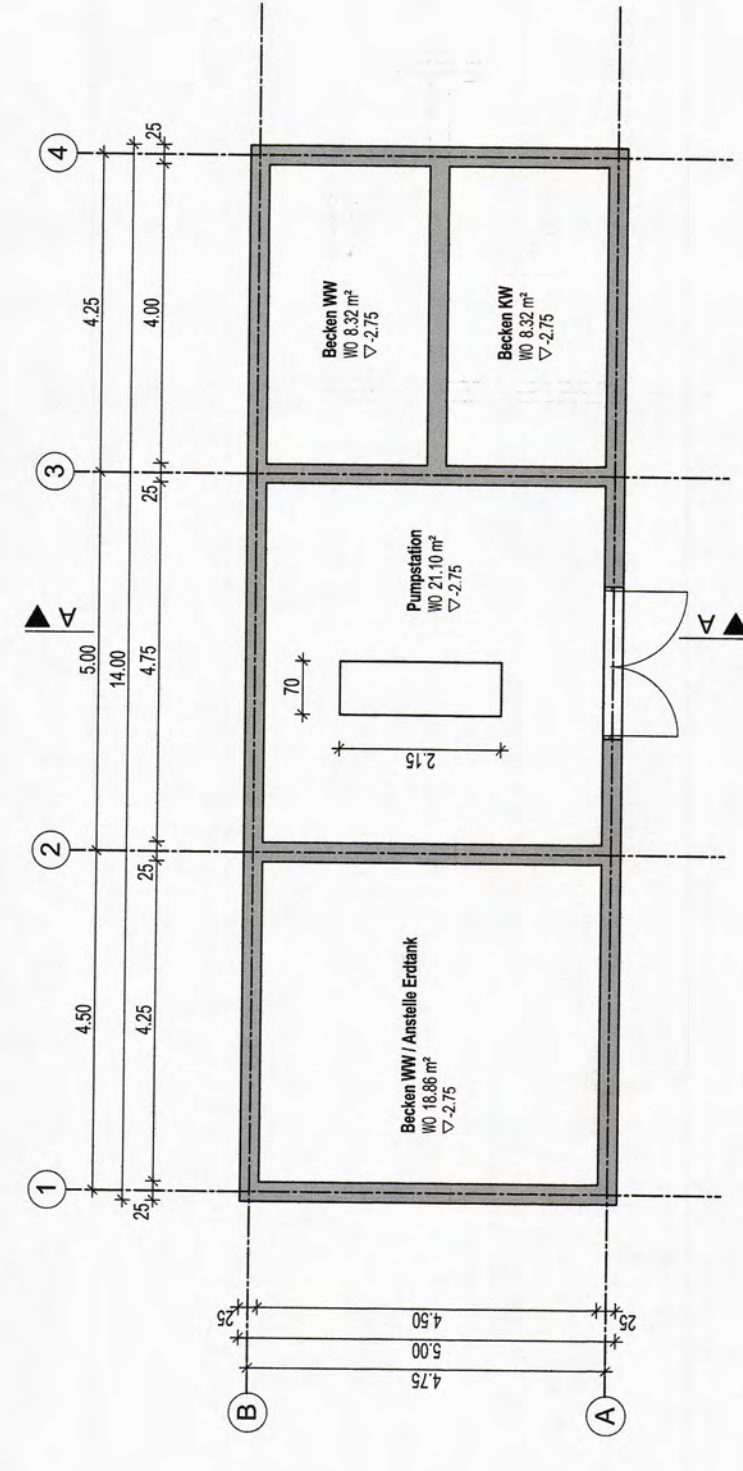 1
2
3
4
4.50
5.00
4.25
14.00
25
4.25
25
4.75
25
4.00
25
A
B
A
25
4.50
25
5.00
4.75
Becken WW / Anstelle Erdtank
WO 18.86 m²
▽-2.75
70
2.15
Pumpstation
WO 21.10 m²
▽-2.75
Becken WW
WO 8.32 m²
▽-2.75
Becken KW
WO 8.32 m²
▽-2.75
A